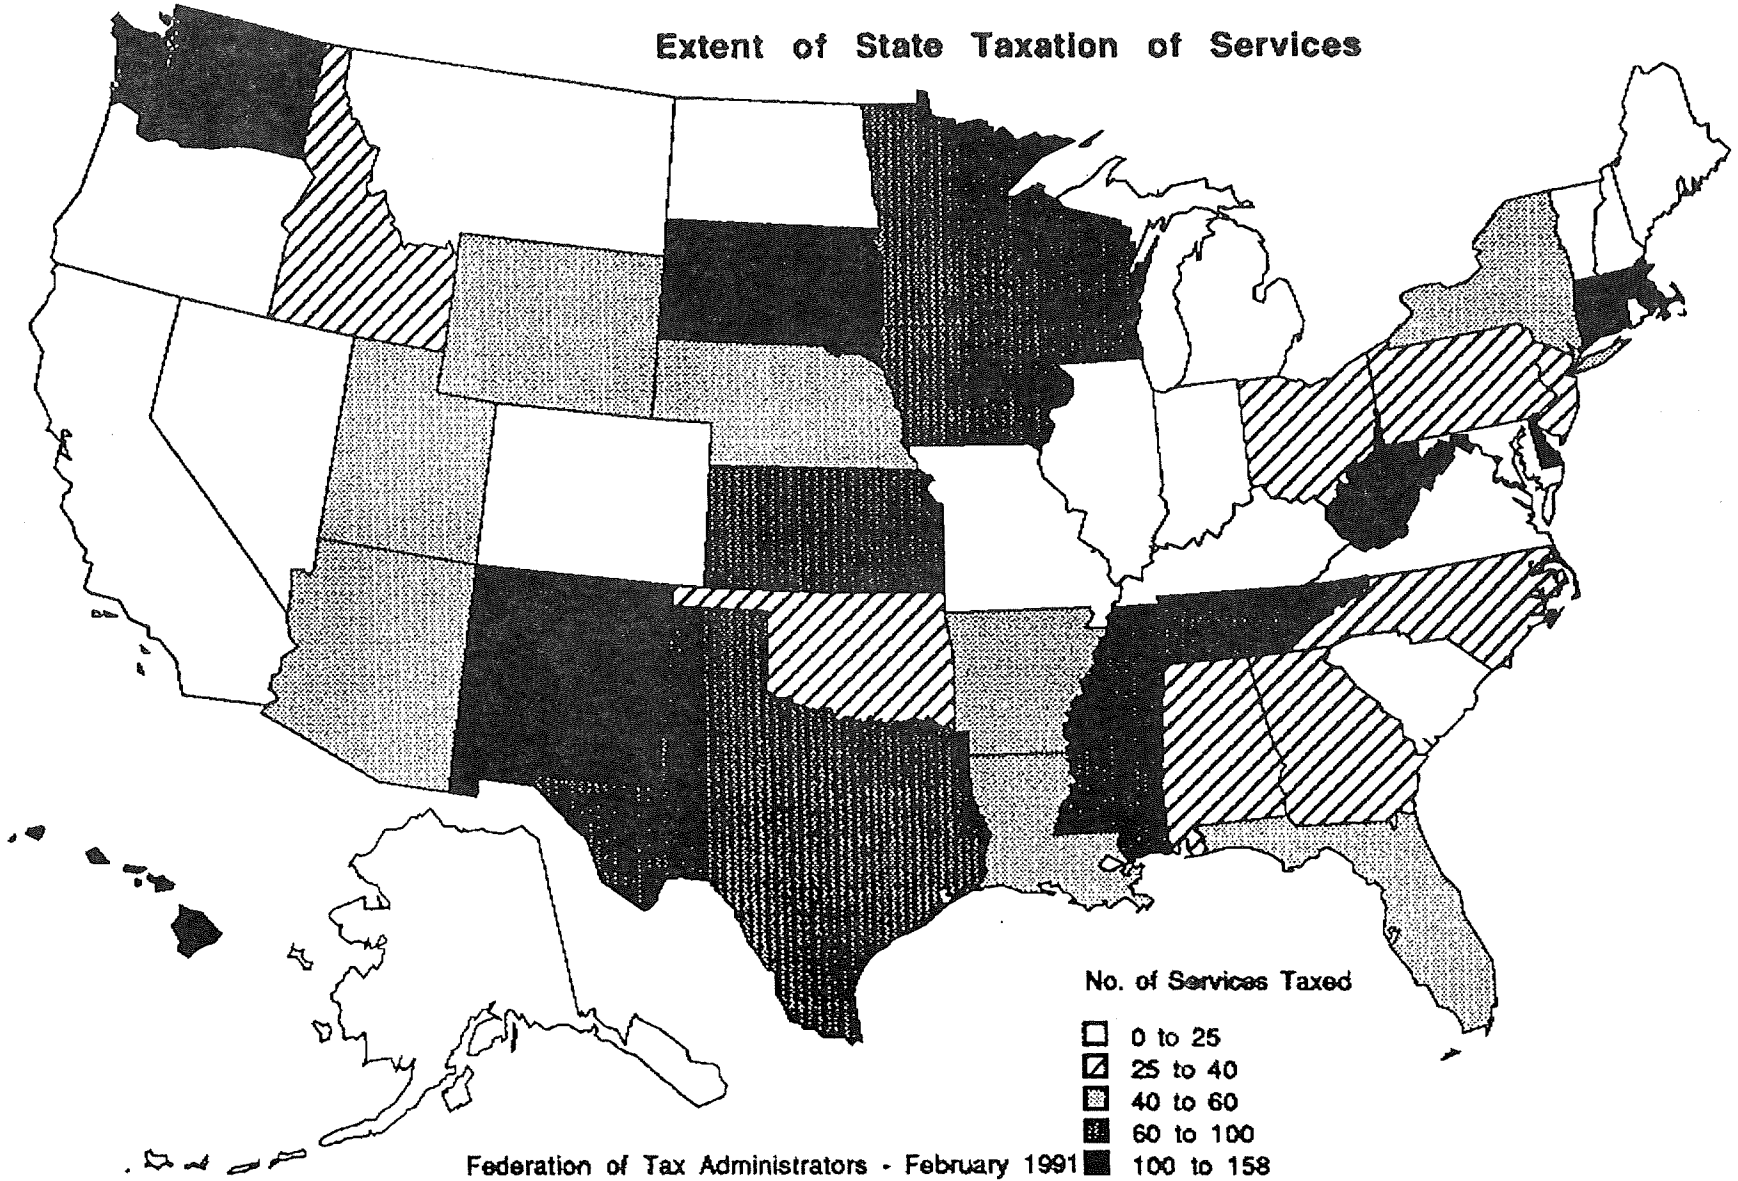 Extent of State Taxation of Services
No. of Services Taxed
0 to 25
25 to 40
40 to 60
60 to 100
100 to 158
Federation of Tax Administrators - February 1991